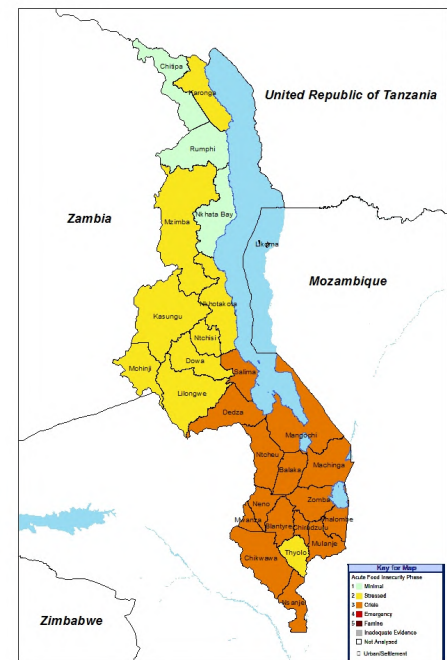 Chitipa
Karonga
United Republic of Tanzania
Rumphi
Zambia
Mzimba
Nkhata Bay
Likoma
Mozambique
Kasungu
Nkhotakota
Ntchisi
Dowa
Mchinji
Salima
Lilongwe
Dedza
Mangochi
Ntcheu
Machinga
Balaka
Zomba
Neno
Mwanza
Blantyre
Chiradzulu
Phalombe
Mulanje
Thyolo
Chikwawa
Nsanje
Zimbabwe
Key for Map
Acute Food Insecurity Phase
1 Minimal
2 Stressed
3 Crisis
4 Emergency
5 Famine
Inadequate Evidence
Not Analysed
Urban/Settlement